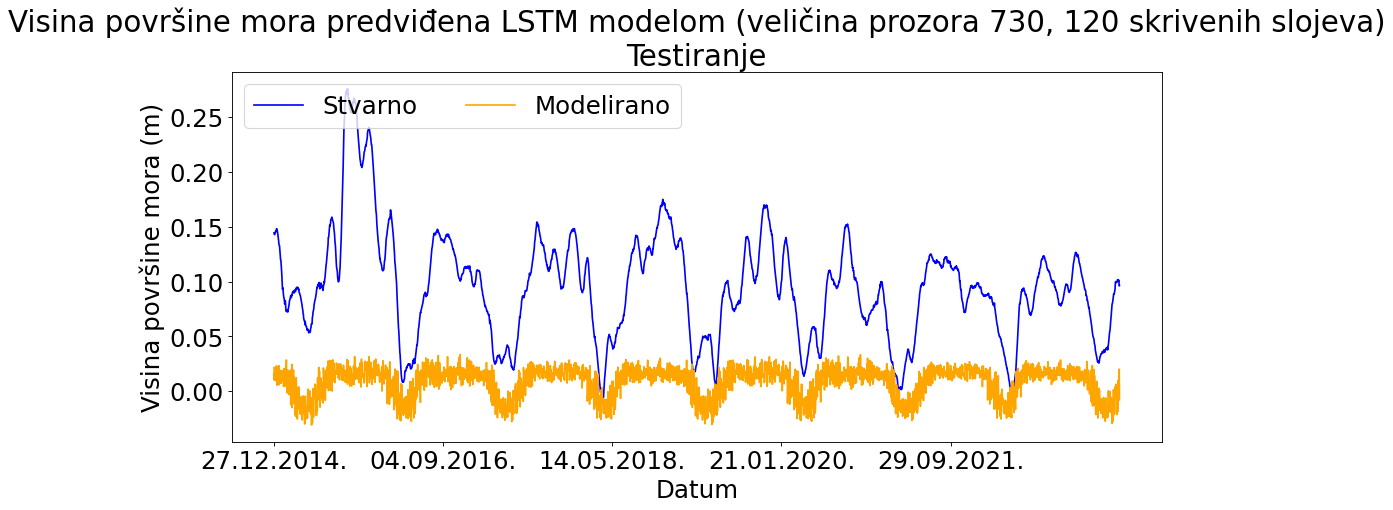 Visina površine mora predviđena LSTM modelom (veličina prozora 730, 120 skrivenih slojeva)
Testiranje
Stvarno
Modelirano
Visina površine mora (m)
0.25
0.20
0.15
0.10
0.05
0.00
27.12.2014.
04.09.2016.
14.05.2018.
21.01.2020.
29.09.2021.
Datum